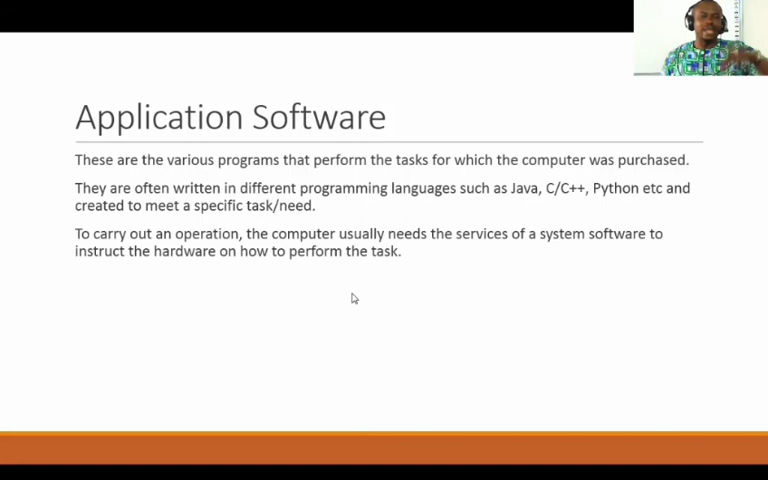 Application Software
These are the various programs that perform the tasks for which the computer was purchased.
They are often written in different programming languages such as Java, C/C++, Python etc and
created to meet a specific task/need.
To carry out an operation, the computer usually needs the services of a system software to
instruct the hardware on how to perform the task.